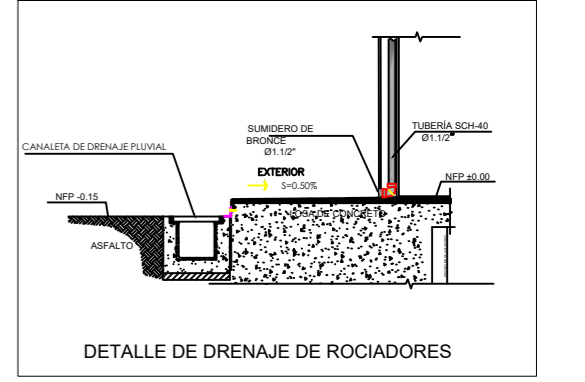 SUMIDERO DE
BRONCE
Ø1.1/2"
TUBERÍA SCH-40
Ø1.1/2"
CANALETA DE DRENAJE PLUVIAL
EXTERIOR
S=0.50%
NFP ±0.00
NFP -0.15
LOSA DE CONCRETO
ASFALTO
DETALLE DE DRENAJE DE ROCIADORES